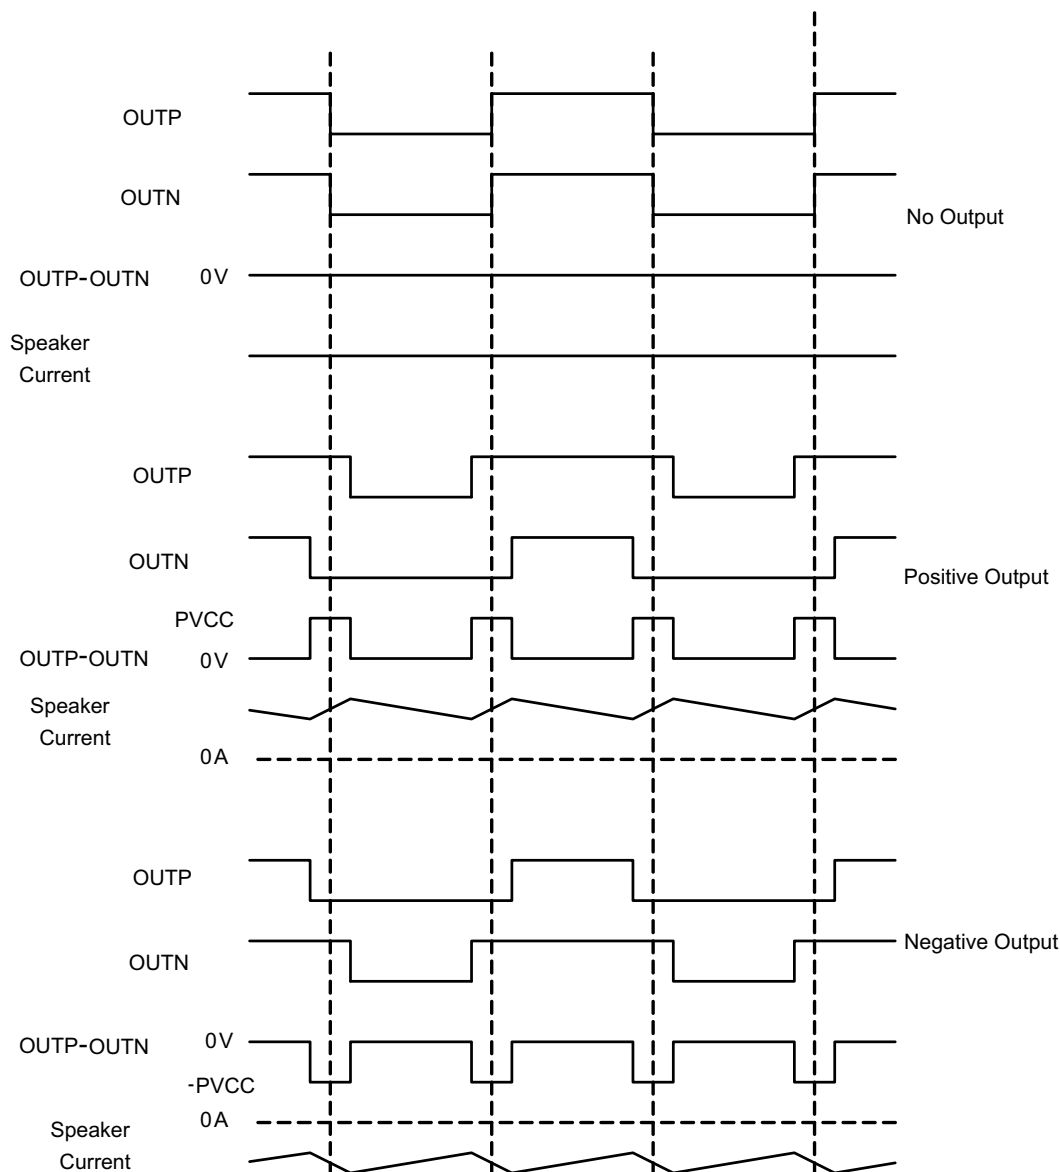 OUTP
OUTN
No Output
OUTP-OUTN 0V
Speaker
Current
OUTP
OUTN
Positive Output
PVCC
OUTP-OUTN 0V
Speaker
Current
0A
OUTP
OUTN
Negative Output
OUTP-OUTN 0V
-PVCC
0A
Speaker
Current